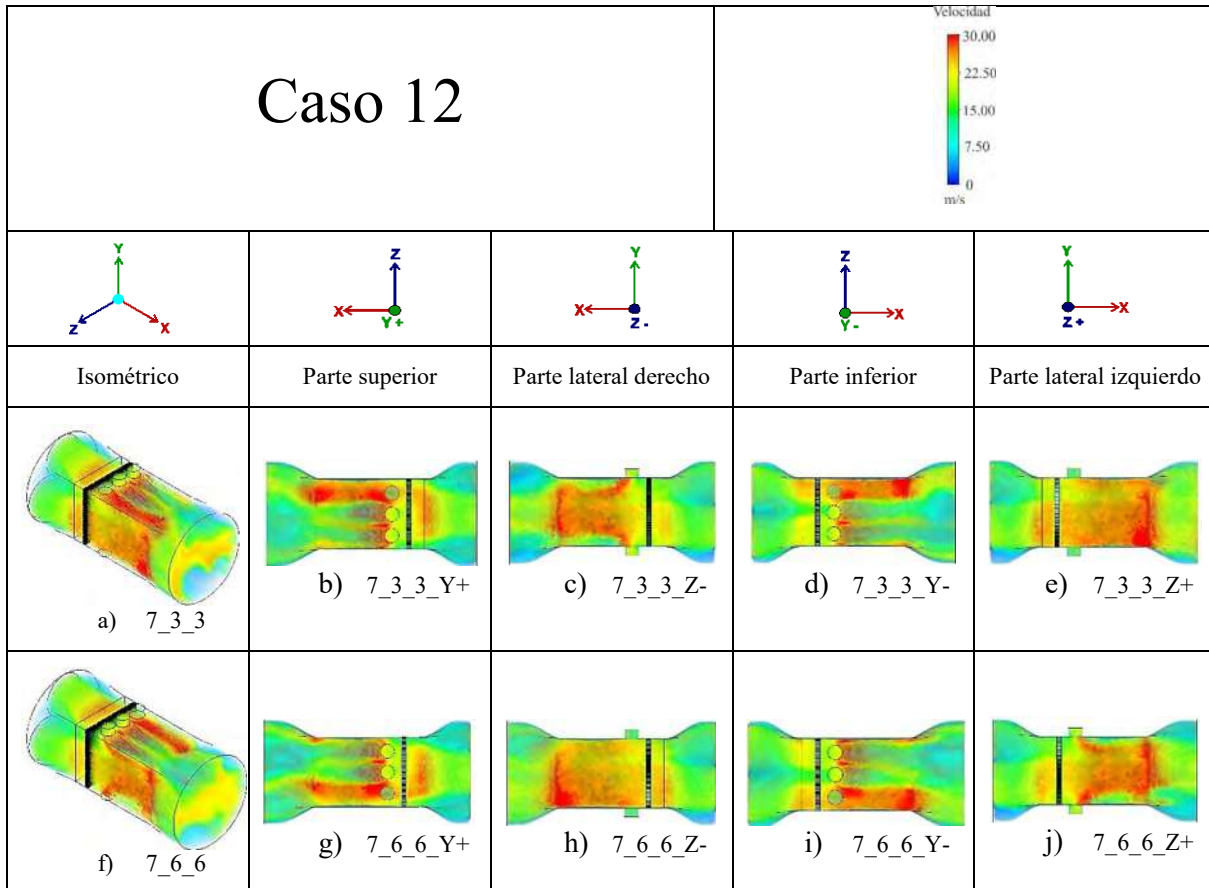 Caso 12
Velocidad
30.00
22.50
15.00
7.50
0
m/s
Y
Z
X
Z
X
Y+
Y
X
Z-
Z
Y-
X
Y
Z+
X
Isométrico
Parte superior
Parte lateral derecho
Parte inferior
Parte lateral izquierdo
a) 7_3_3
b) 7_3_3_Y+
c) 7_3_3_Z-
d) 7_3_3_Y-
e) 7_3_3_Z+
f) 7_6_6
g) 7_6_6_Y+
h) 7_6_6_Z-
i) 7_6_6_Y-
j) 7_6_6_Z+